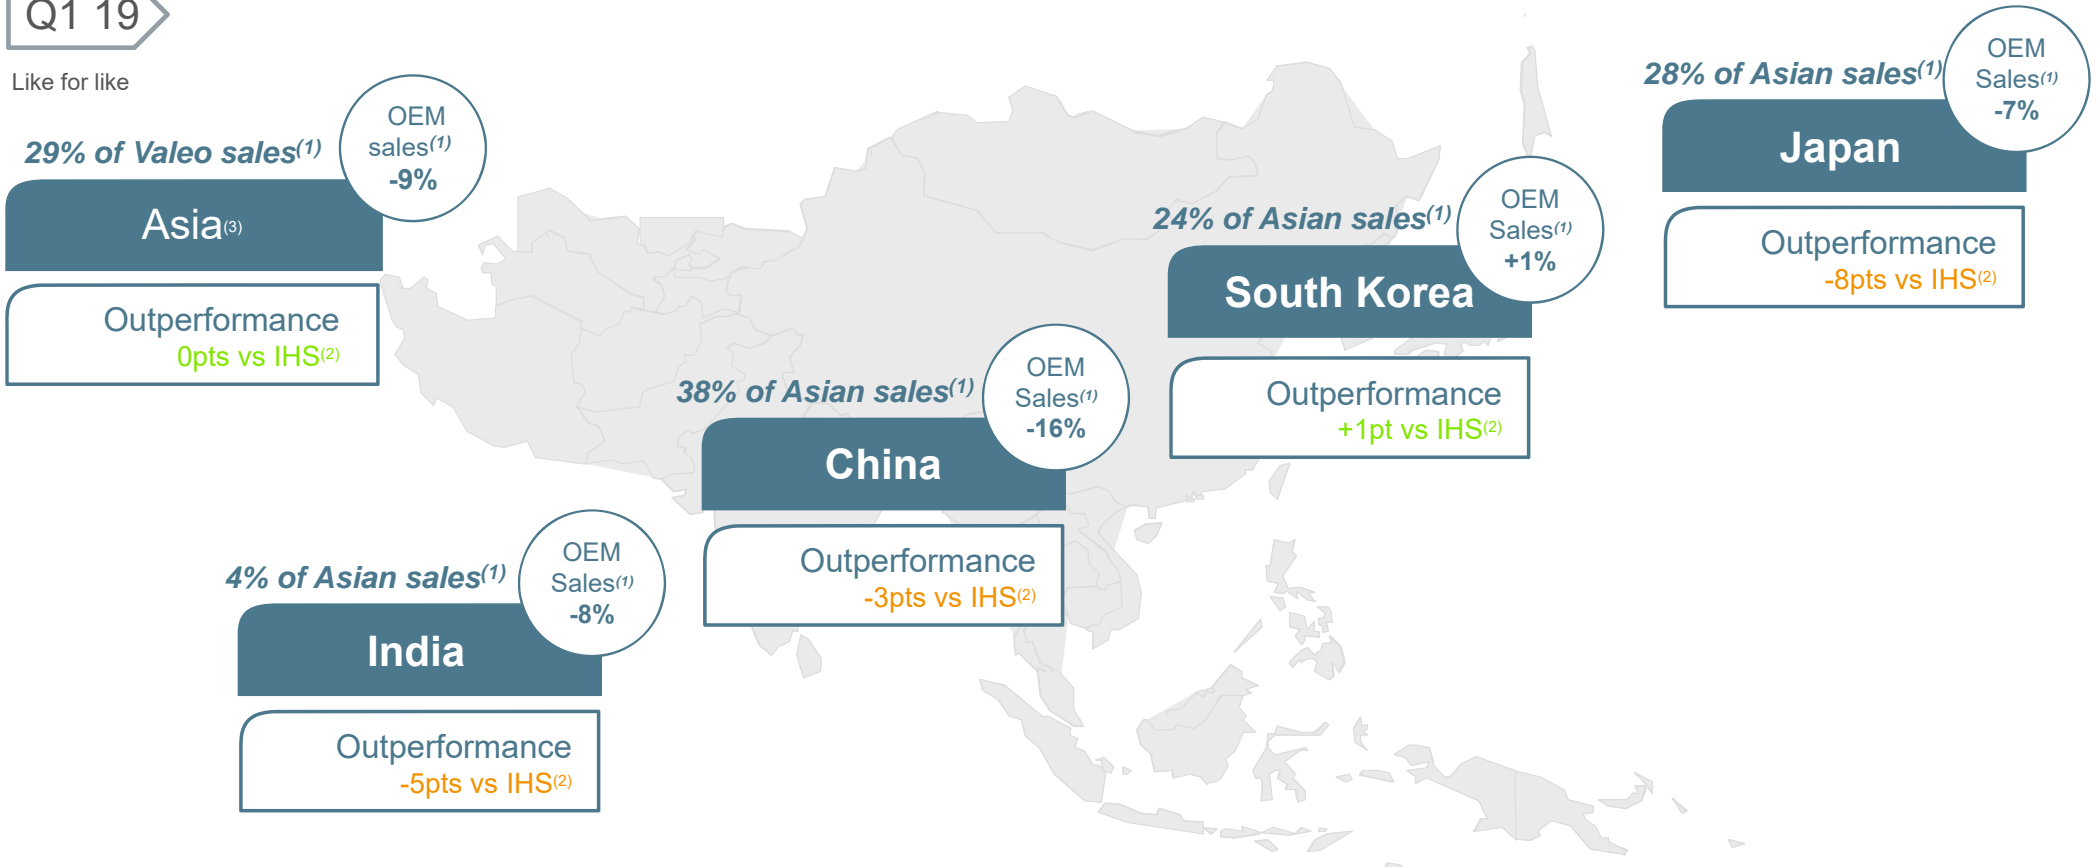 Q1 19
Like for like
29% of Valeo sales(1)
OEM
sales(1)
-9%
Asia(3)
Outperformance
0pts vs IHS(2)
4% of Asian sales(1)
OEM
Sales(1)
-8%
India
Outperformance
-5pts vs IHS(2)
38% of Asian sales(1)
OEM
Sales(1)
-16%
China
Outperformance
-3pts vs IHS(2)
24% of Asian sales(1)
OEM
Sales(1)
+1%
South Korea
Outperformance
+1pt vs IHS(2)
28% of Asian sales(1)
OEM
Sales(1)
-7%
Japan
Outperformance
-8pts vs IHS(2)